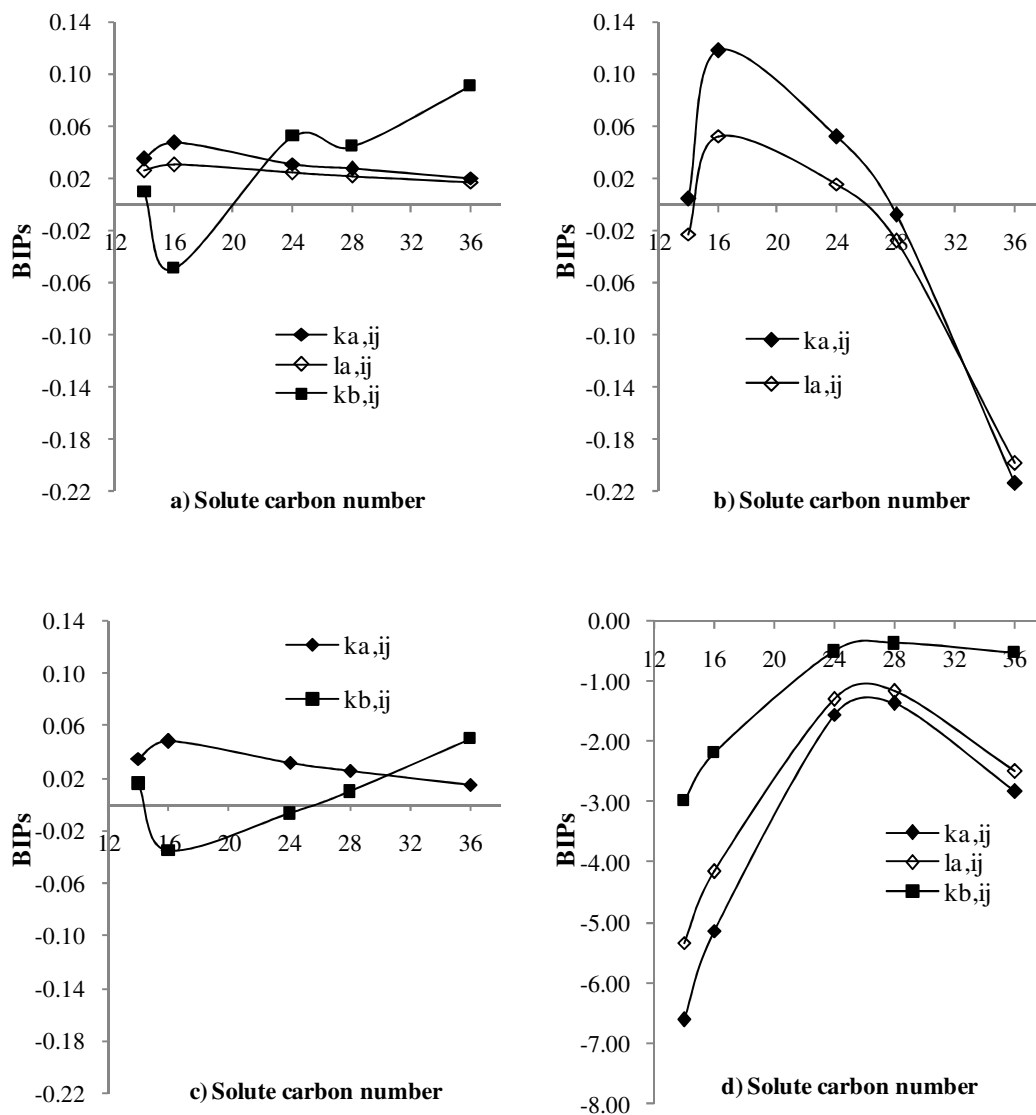 0.14
0.10
0.06
0.02
-0.02
-0.06
-0.10
-0.14
-0.18
-0.22
12 16 20 24 28 32 36
BIPs
ka,ij
la,ij
kb,ij
a) Solute carbon number
0.14
0.10
0.06
0.02
-0.02
-0.06
-0.10
-0.14
-0.18
-0.22
12 16 20 24 28 32 36
BIPs
ka,ij
la,ij
b) Solute carbon number
0.14
0.10
0.06
0.02
-0.02
-0.06
-0.10
-0.14
-0.18
-0.22
12 16 20 24 28 32 36
BIPs
ka,ij
kb,ij
c) Solute carbon number
0.00
-1.00
-2.00
-3.00
-4.00
-5.00
-6.00
-7.00
-8.00
12 16 20 24 28 32 36
BIPs
ka,ij
la,ij
kb,ij
d) Solute carbon number